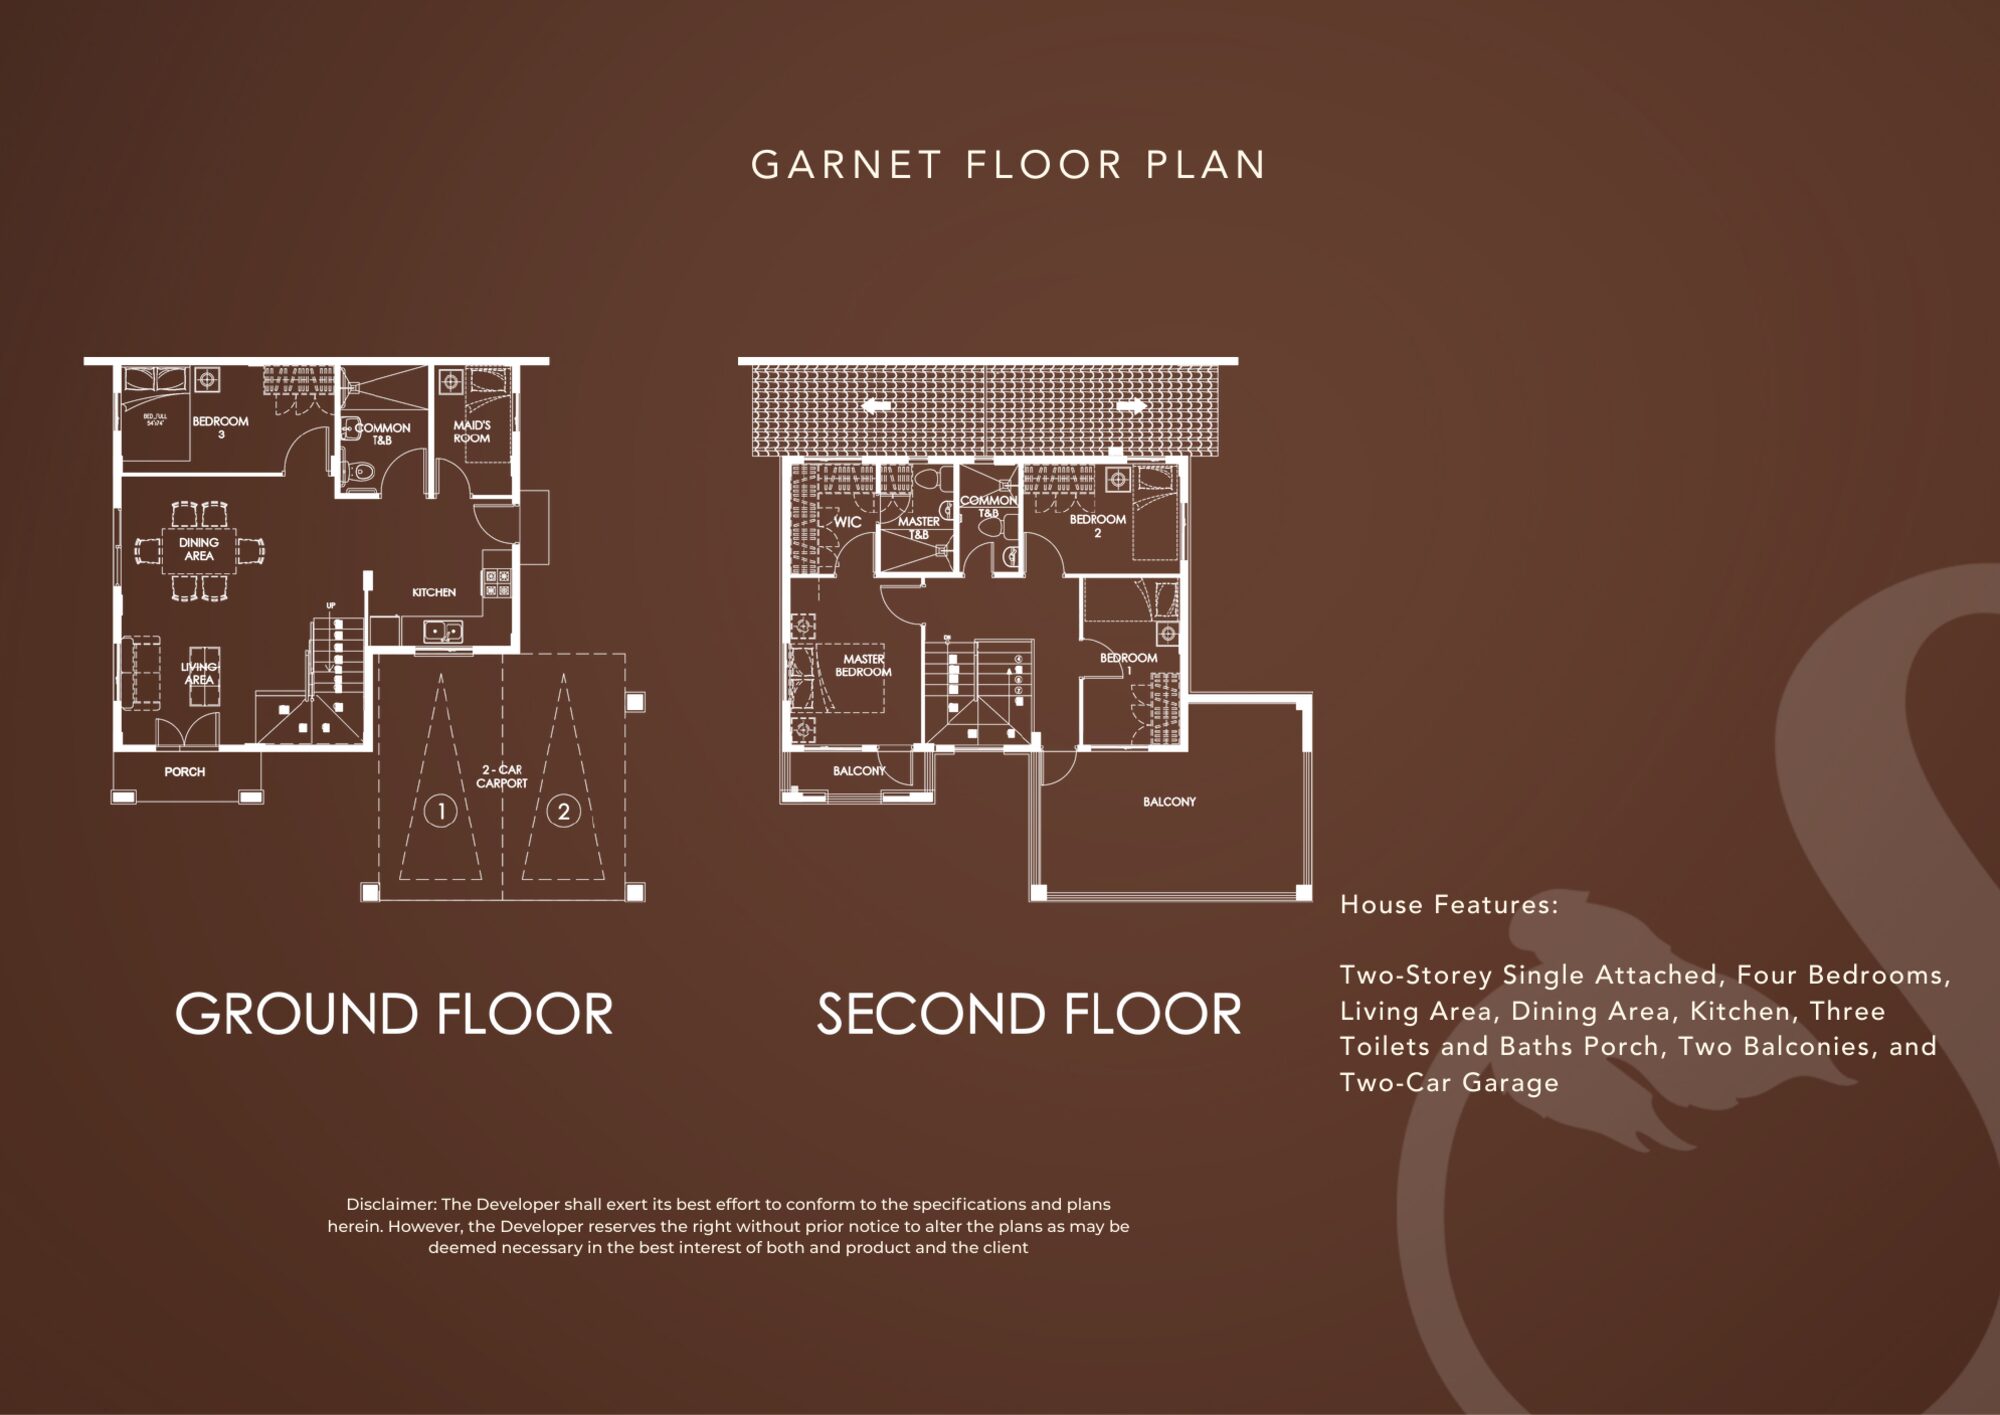 GARNET FLOOR PLAN
BEDROOM
3
BED_FULL
54"x74"
COMMON
T&B
MAID'S
ROOM
DINING
AREA
KITCHEN
UP
LIVING
AREA
PORCH
2 - CAR
CARPORT
1
2
GROUND FLOOR
WIC
MASTER
T&B
COMMON
T&B
BEDROOM
2
DN
MASTER
BEDROOM
BEDROOM
1
BALCONY
BALCONY
SECOND FLOOR
House Features:
Two-Storey Single Attached, Four Bedrooms,
Living Area, Dining Area, Kitchen, Three
Toilets and Baths Porch, Two Balconies, and
Two-Car Garage
Disclaimer: The Developer shall exert its best effort to conform to the specifications and plans
herein. However, the Developer reserves the right without prior notice to alter the plans as may be
deemed necessary in the best interest of both and product and the client